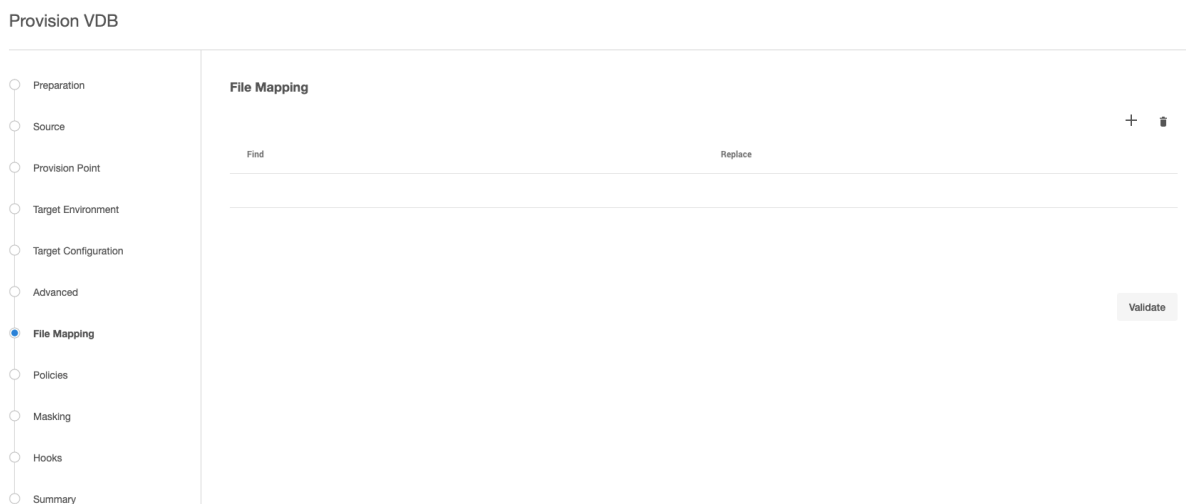 Provision VDB
Preparation
Source
Provision Point
Target Environment
Target Configuration
Advanced
File Mapping
Policies
Masking
Hooks
Summary
File Mapping
Find Replace
Validate